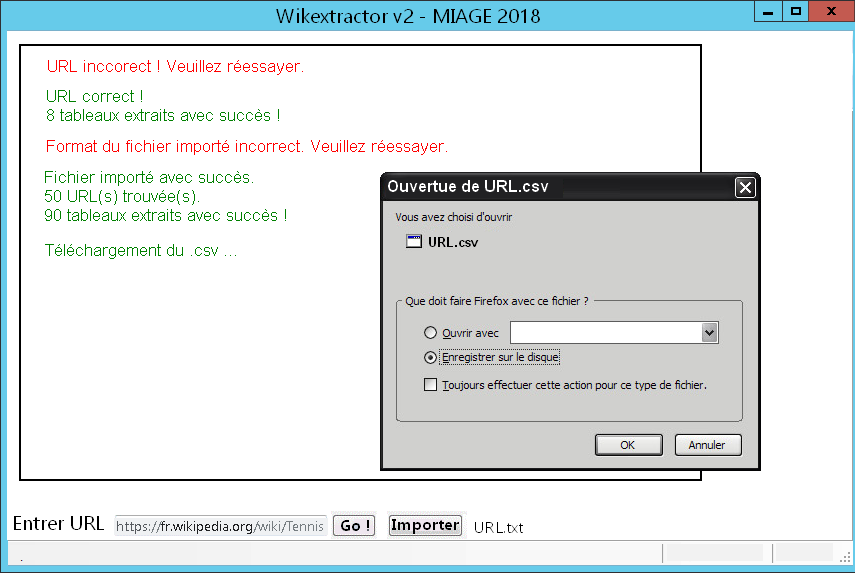 Wikextractor v2 - MIAGE 2018
URL inccorect ! Veuillez réessayer.
URL correct !
8 tableaux extraits avec succès !
Format du fichier importé incorrect. Veuillez réessayer.
Fichier importé avec succès.
50 URL(s) trouvée(s).
90 tableaux extraits avec succès !
Téléchargement du .csv ...
Ouvertue de URL.csv
Vous avez choisi d'ouvrir
URL.csv
Que doit faire Firefox avec ce fichier ?
Ouvrir avec
Enregistrer sur le disque
Toujours effectuer cette action pour ce type de fichier.
OK Annuler
Entrer URL https://fr.wikipedia.org/wiki/Tennis Go ! Importer URL.txt